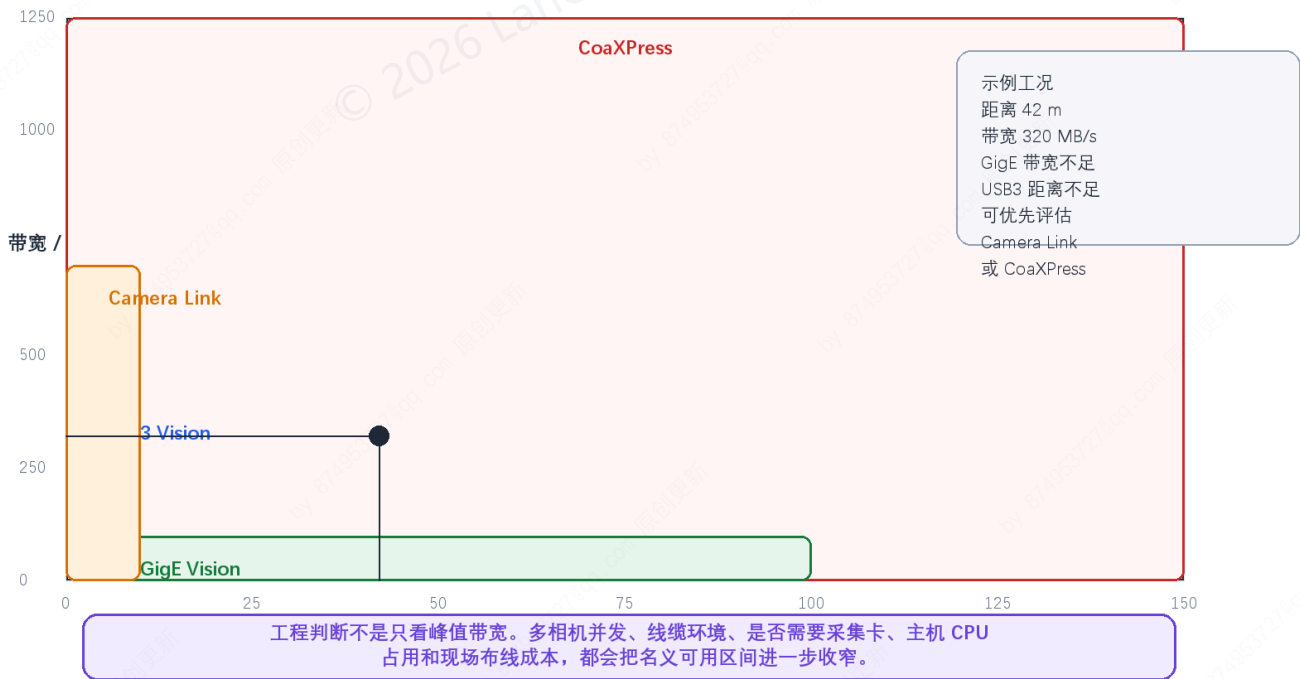 1250
CoaXPress
© 2026 Lan
示例工况
距离 42 m
带宽 320 MB/s
GigE 带宽不足
USB3 距离不足
可优先评估
Camera Link
或 CoaXPress
1000
带宽 /
Camera Link
500
3 Vision
250
GigE Vision
0
0 25 50 75 100 125 150
工程判断不是只看峰值带宽。多相机并发、线缆环境、是否需要采集卡、主机 CPU
占用和现场布线成本，都会把名义可用区间进一步收窄。